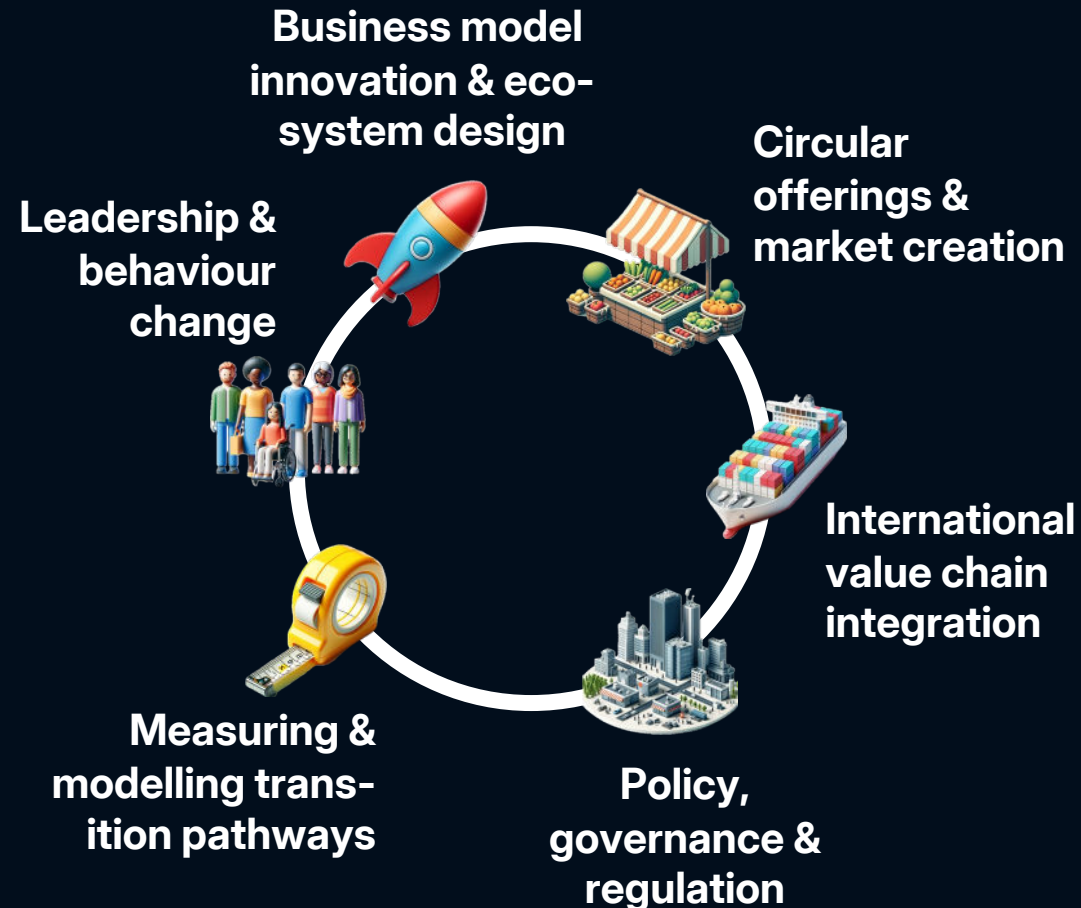 Business model
innovation & eco-
system design
Circular
offerings &
market creation
International
value chain
integration
Policy,
governance &
regulation
Measuring &
modelling trans-
ition pathways
Leadership &
behaviour
change